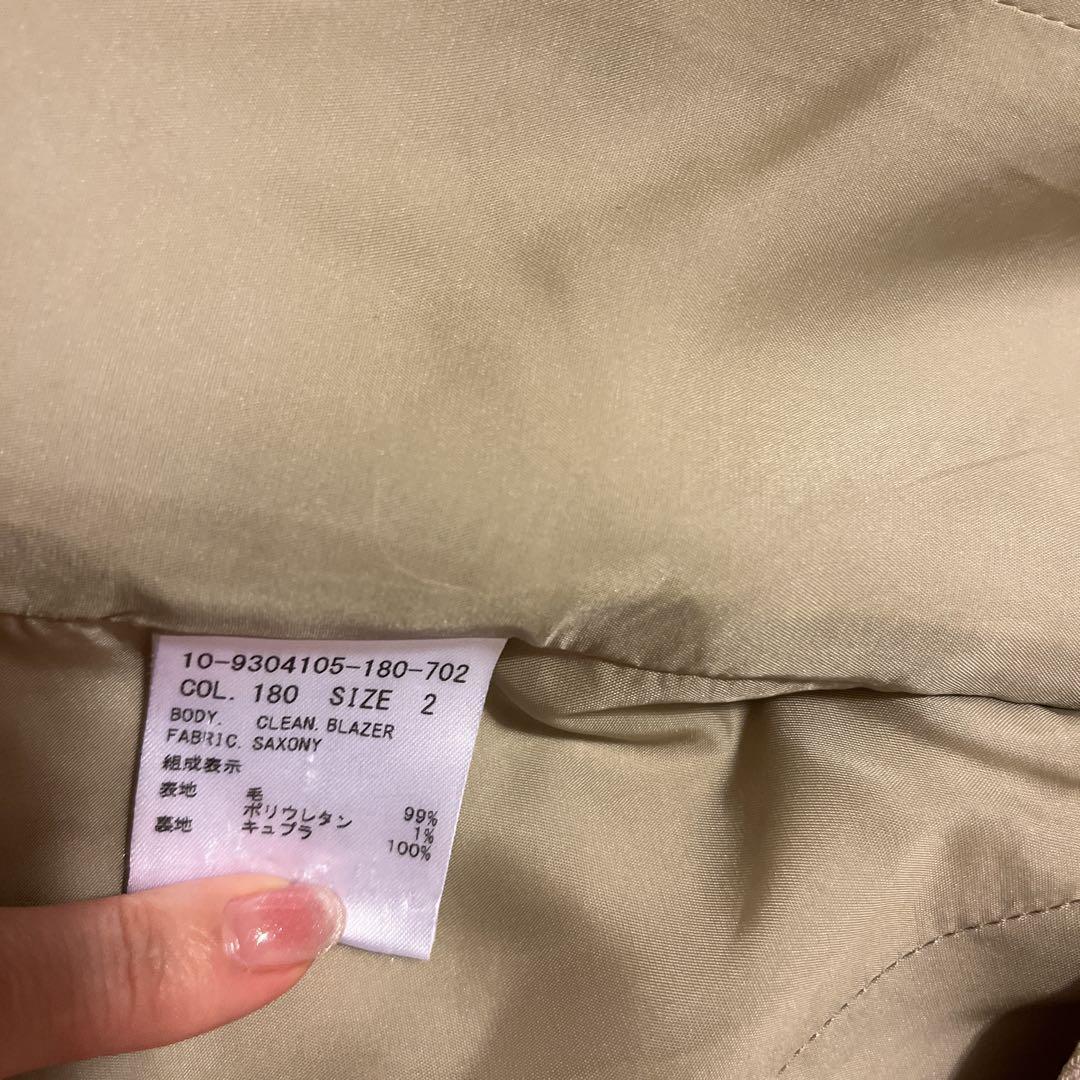 10-9304105-180-702
COL. 180 SIZE 2
BODY. CLEAN. BLAZER
FABRIC. SAXONY
組成表示
表地 毛 99%
ポリウレタン 1%
裏地 キュプラ 100%